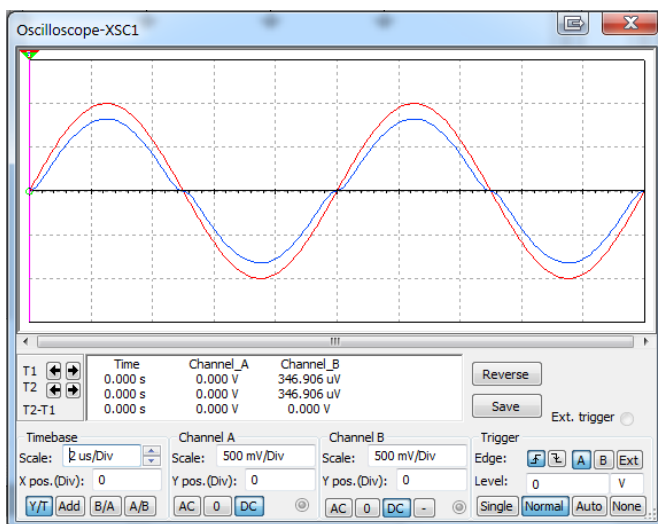 Oscilloscope-XSC1
Time Channel_A Channel_B
T1 0.000 s 0.000 V 346.906 uV
T2 0.000 s 0.000 V 346.906 uV
T2-T1 0.000 s 0.000 V 0.000 V
Reverse
Save
Ext. trigger
Timebase
Scale: 2 us/Div
X pos.(Div): 0
Y/T Add B/A A/B
Channel A
Scale: 500 mV/Div
Y pos.(Div): 0
AC 0 DC
Channel B
Scale: 500 mV/Div
Y pos.(Div): 0
AC 0 DC -
Trigger
Edge: A B Ext
Level: 0 V
Single Normal Auto None